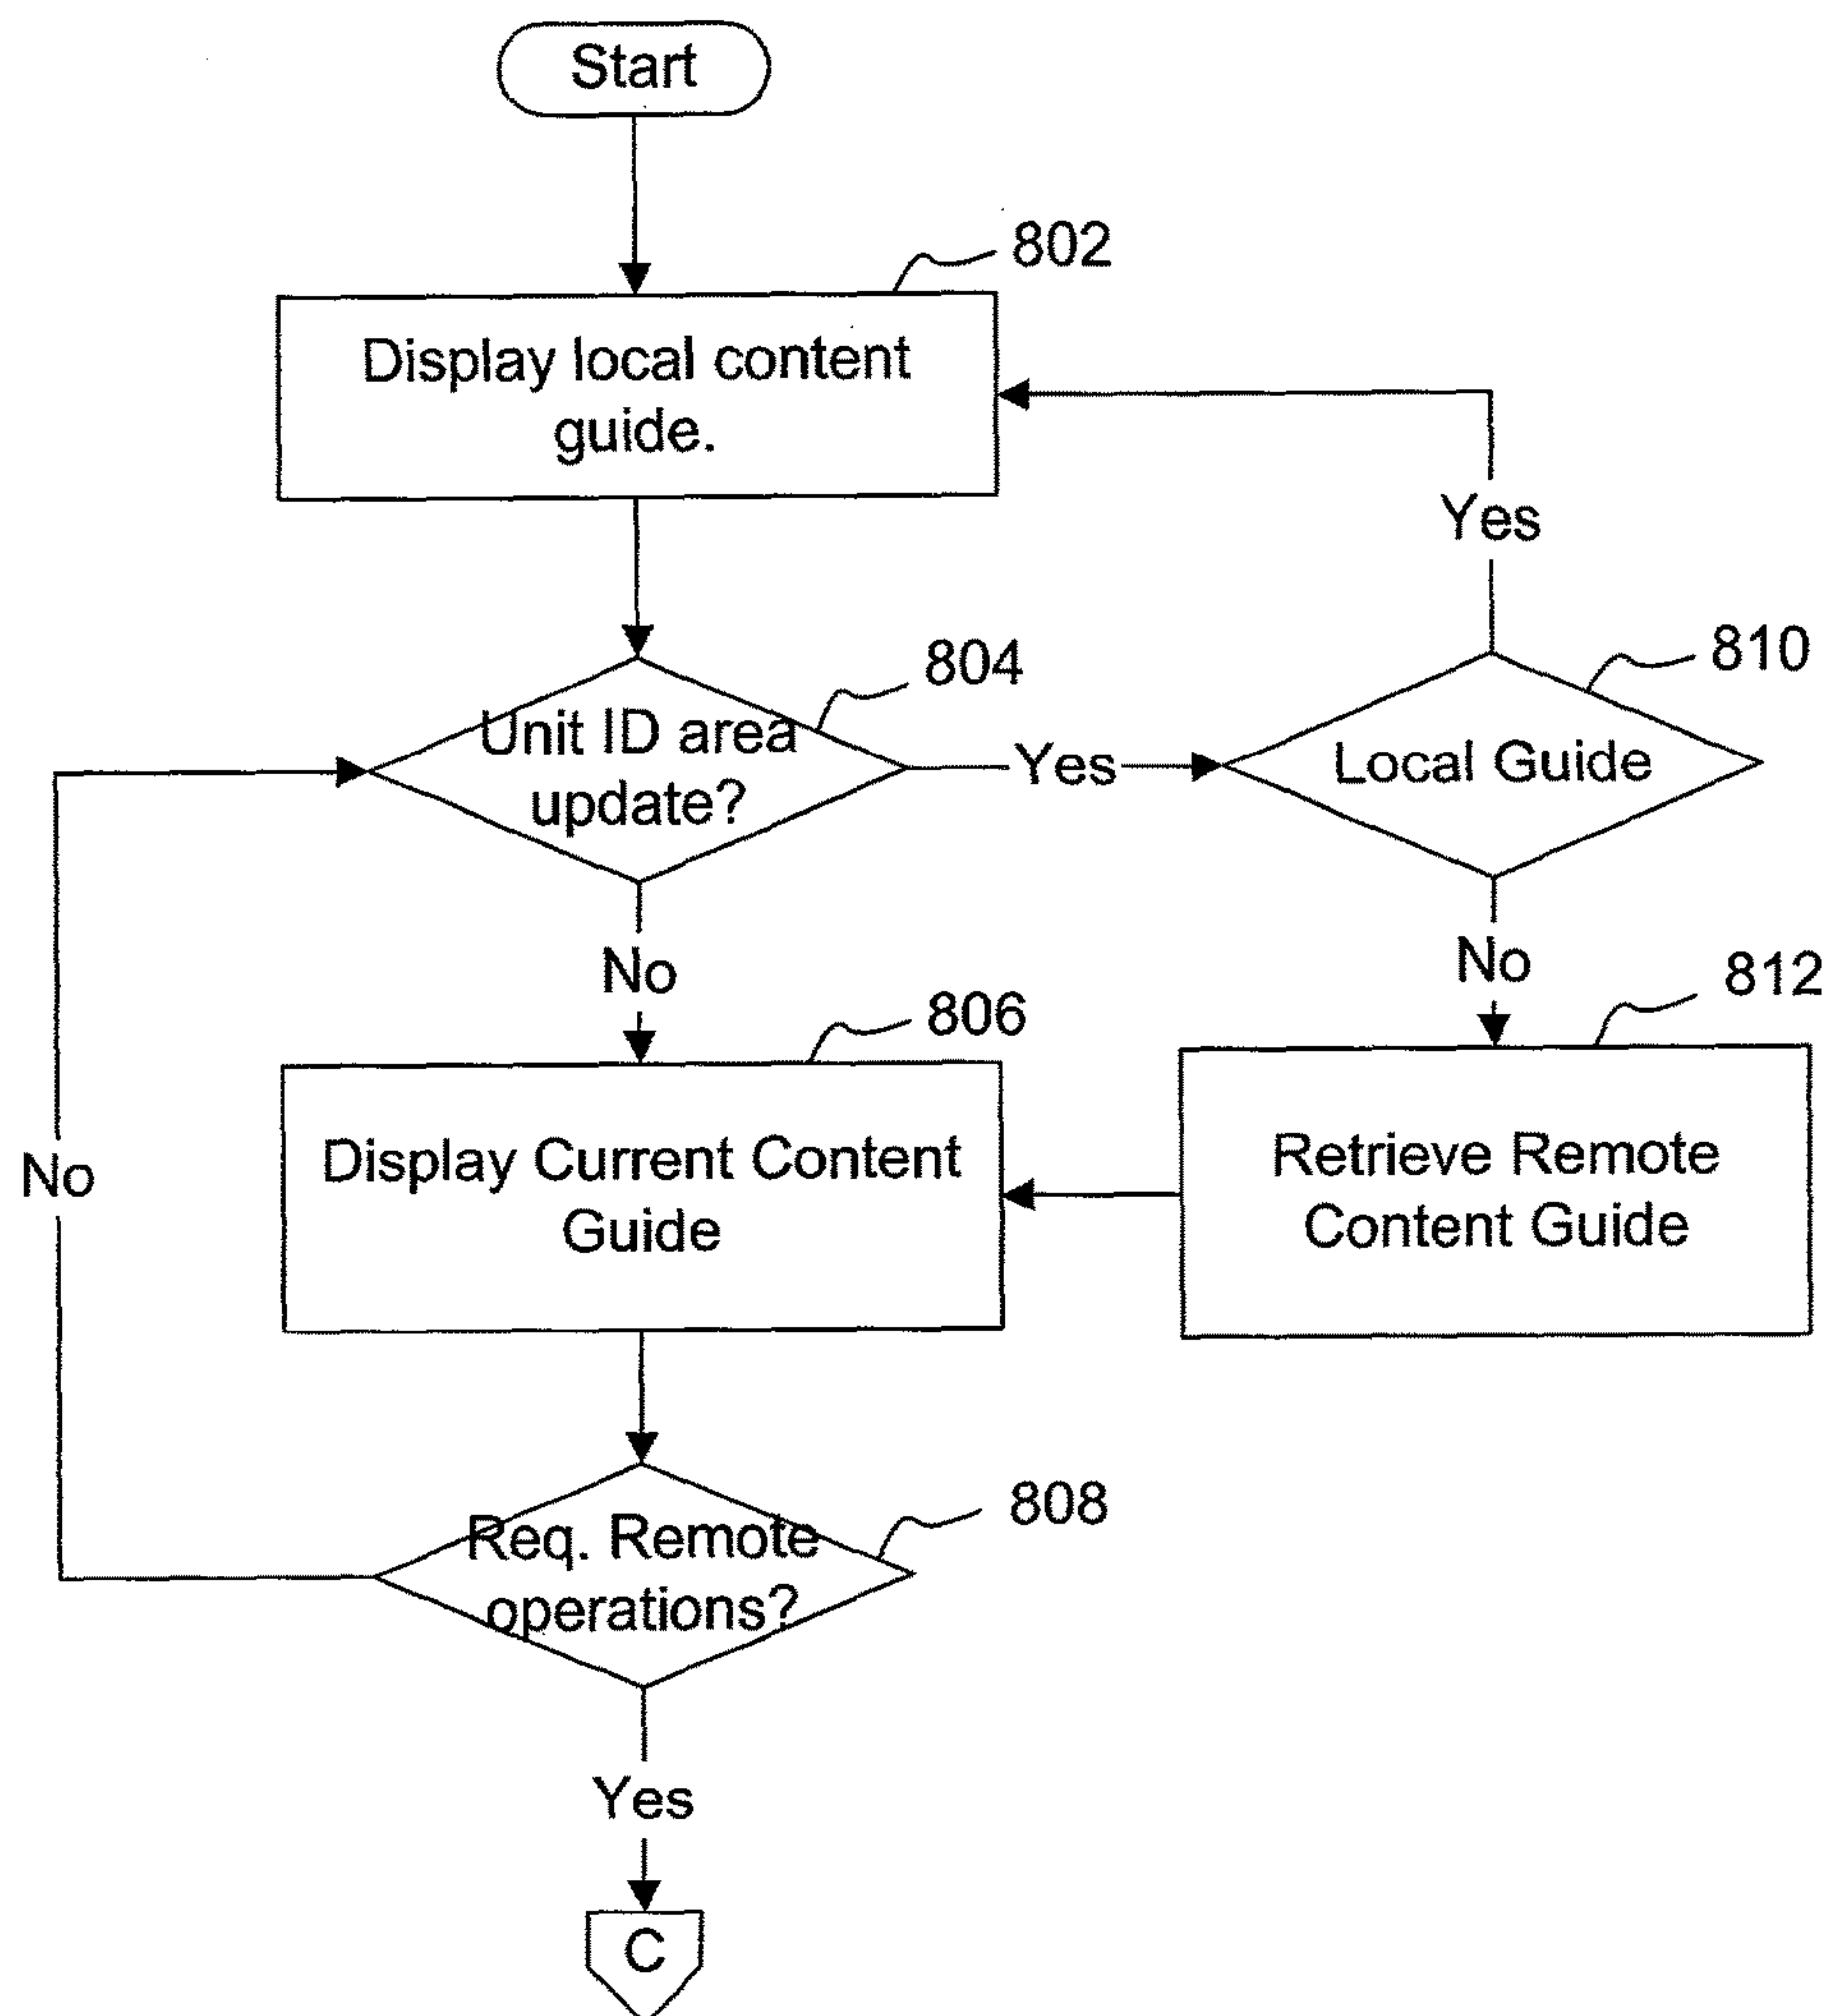 Start
802
Display local content
guide.
Yes
804
810
Unit ID area
update?
Yes
Local Guide
No
No
812
806
Display Current Content
Guide
Retrieve Remote
Content Guide
No
808
Req. Remote
operations?
Yes
C